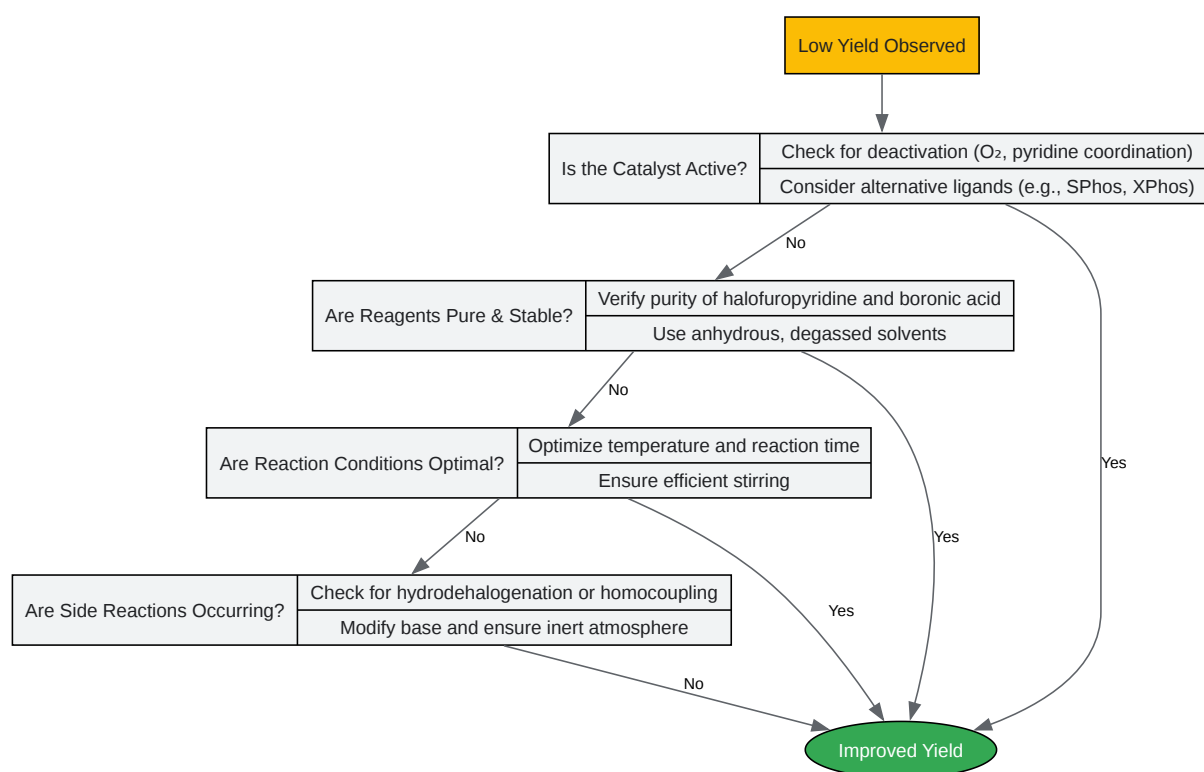 Low Yield Observed
Is the Catalyst Active?
Check for deactivation (O₂, pyridine coordination)
Consider alternative ligands (e.g., SPhos, XPhos)
No
Are Reagents Pure & Stable?
Verify purity of halofuropyridine and boronic acid
Use anhydrous, degassed solvents
No
Are Reaction Conditions Optimal?
Optimize temperature and reaction time
Ensure efficient stirring
Yes
No
Yes
Are Side Reactions Occurring?
Check for hydrodehalogenation or homocoupling
Modify base and ensure inert atmosphere
Yes
No
Improved Yield